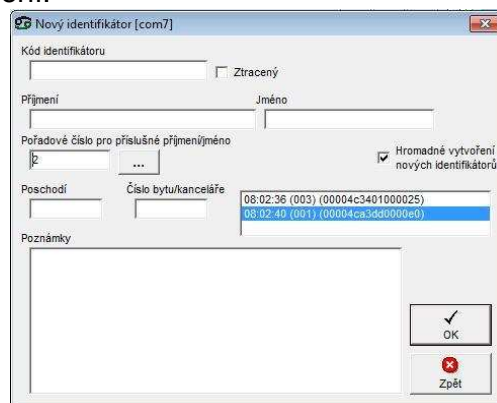 Nový identifikátor [com7]
Kód identifikátoru
Ztracený
Příjmení Jméno
Pořadové číslo pro příslušné příjmení/jméno
2
...
Hromadné vytvoření
nových identifikátorů
Poschodí Číslo bytu/kanceláře
08:02:36 (003) (00004c3401000025)
08:02:40 (001) (00004ca3dd0000e0)
Poznámky
OK
Zpět